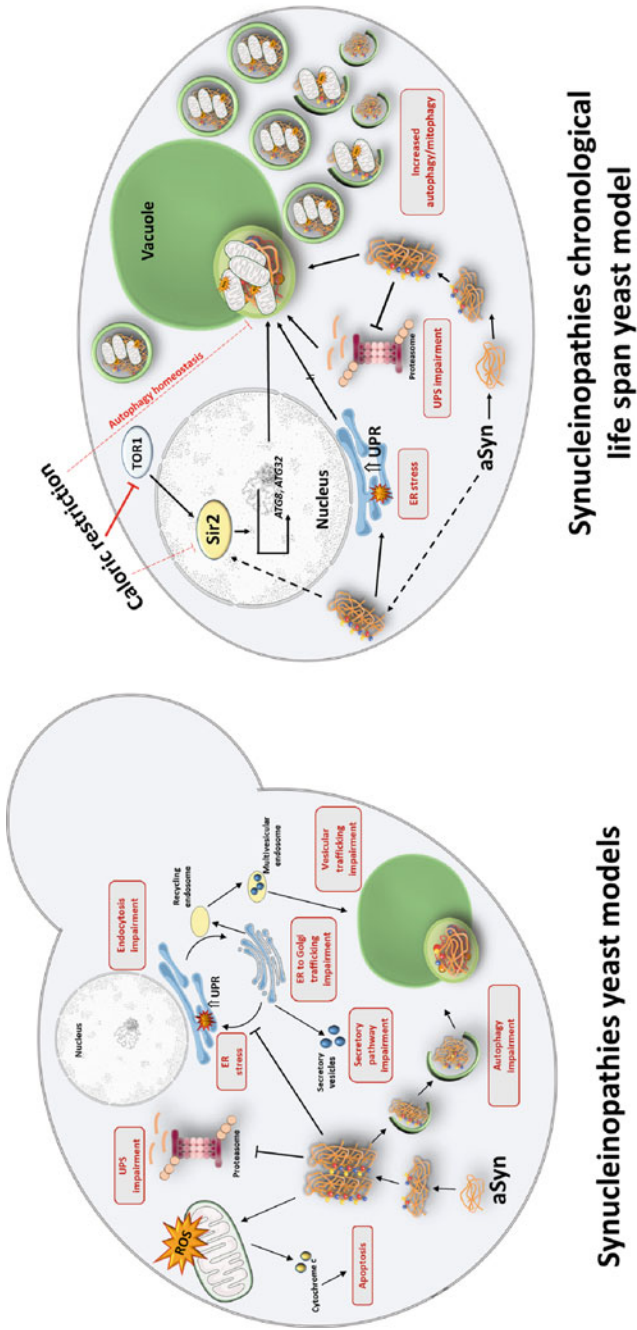 Nucleus
UPS
impairment
Proteasome
ROS
Cytochrome c
Apoptosis
ER
stress
⇧UPR
Endocytosis
impairment
Recycling
endosome
Multivesicular endosome
ER to Golgi
trafficking
impairment
Secretory
vesicles
Secretory
pathway
impairment
Vesicular
trafficking
impairment
Autophagy
impairment
aSyn
Synucleinopathies yeast models
Caloric restriction
TOR1
Autophagy homeostasis
Sir2
ATG8, ATG32
Nucleus
Vacuole
⇧UPR
ER stress
Proteasome
UPS impairment
Increased
autophagy/mitophagy
aSyn
Synucleinopathies chronological
life span yeast model